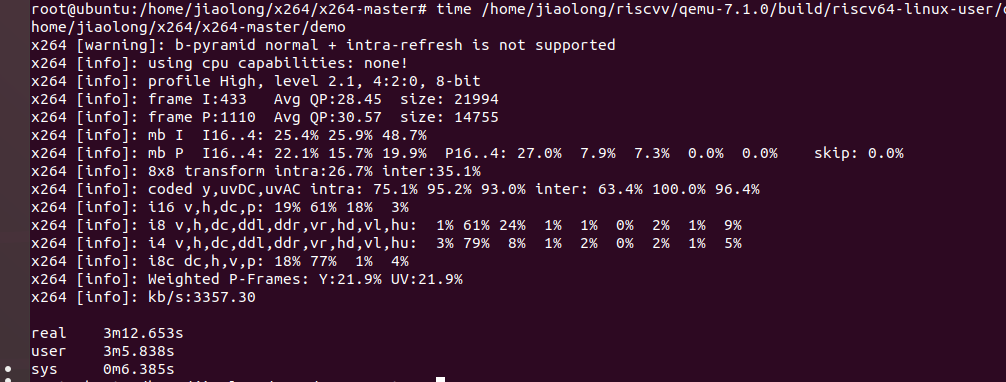 root@ubuntu:/home/jiaolong/x264/x264-master# time /home/jiaolong/riscvv/qemu-7.1.0/build/riscv64-linux-user/
home/jiaolong/x264/x264-master/demo
x264 [warning]: b-pyramid normal + intra-refresh is not supported
x264 [info]: using cpu capabilities: none!
x264 [info]: profile High, level 2.1, 4:2:0, 8-bit
x264 [info]: frame I:433   Avg QP:28.45  size: 21994
x264 [info]: frame P:1110  Avg QP:30.57  size: 14755
x264 [info]: mb I  I16..4: 25.4% 25.9% 48.7%
x264 [info]: mb P  I16..4: 22.1% 15.7% 19.9%  P16..4: 27.0%  7.9%  7.3%  0.0%  0.0%    skip: 0.0%
x264 [info]: 8x8 transform intra:26.7% inter:35.1%
x264 [info]: coded y,uvDC,uvAC intra: 75.1% 95.2% 93.0% inter: 63.4% 100.0% 96.4%
x264 [info]: i16 v,h,dc,p: 19% 61% 18%  3%
x264 [info]: i8 v,h,dc,ddl,ddr,vr,hd,vl,hu:  1% 61% 24%  1%  1%  0%  2%  1%  9%
x264 [info]: i4 v,h,dc,ddl,ddr,vr,hd,vl,hu:  3% 79%  8%  1%  2%  0%  2%  1%  5%
x264 [info]: i8c dc,h,v,p: 18% 77%  1%  4%
x264 [info]: Weighted P-Frames: Y:21.9% UV:21.9%
x264 [info]: kb/s:3357.30
real    3m12.653s
user    3m5.838s
sys     0m6.385s